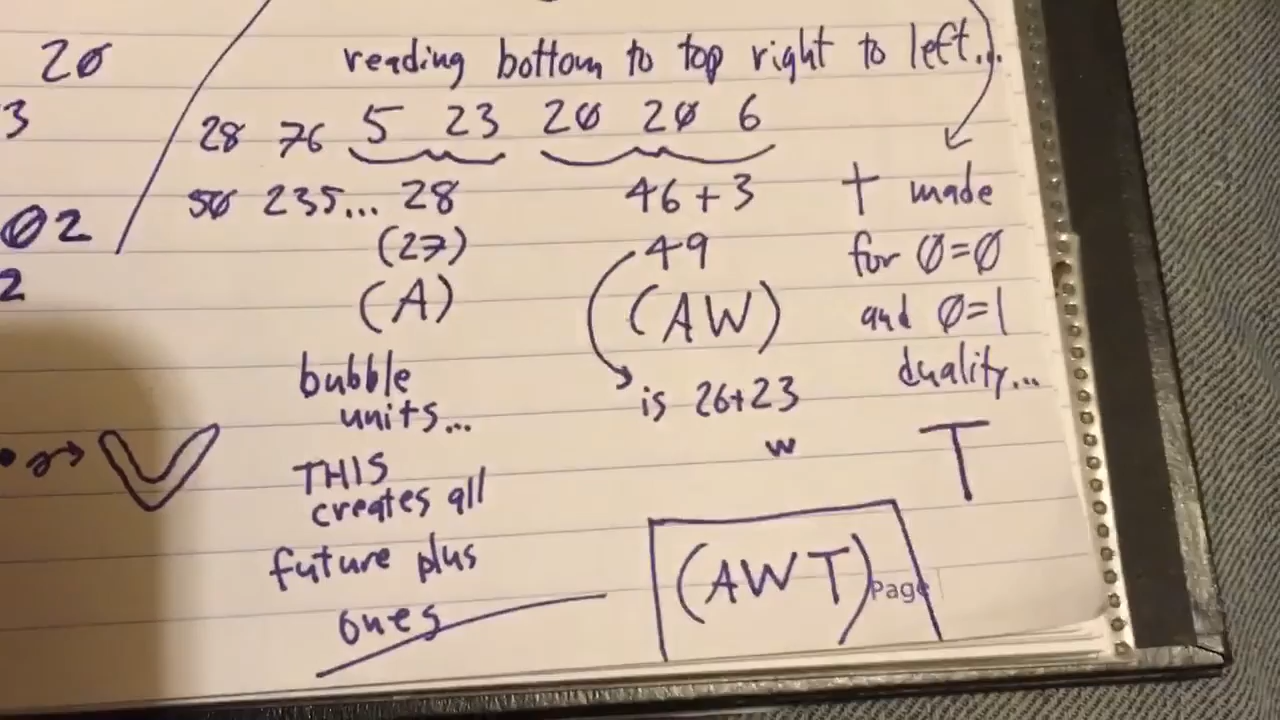 20
reading bottom to top right to left...
3
28 76 5 23 20 20 6
50 235... 28
46+3
+ made
02
(27)
49
for 0=0
2
(A)
(AW)
and 0=1
bubble
is 26+23
duality...
units...
w
T
THIS
creates all
future plus
(AWT)
Page
ones